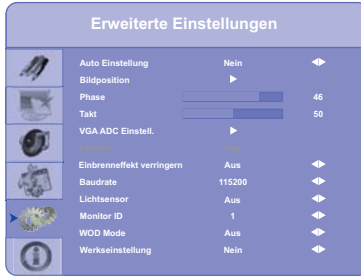 Erweiterte Einstellungen
Auto Einstellung Nein
Bildposition
Phase 46
Takt 50
VGA ADC Einstell.
Einbrenneffekt verringern Aus
Baudrate 115200
Lichtsensor Aus
Monitor ID 1
WOD Mode Aus
Werkseinstellung Nein